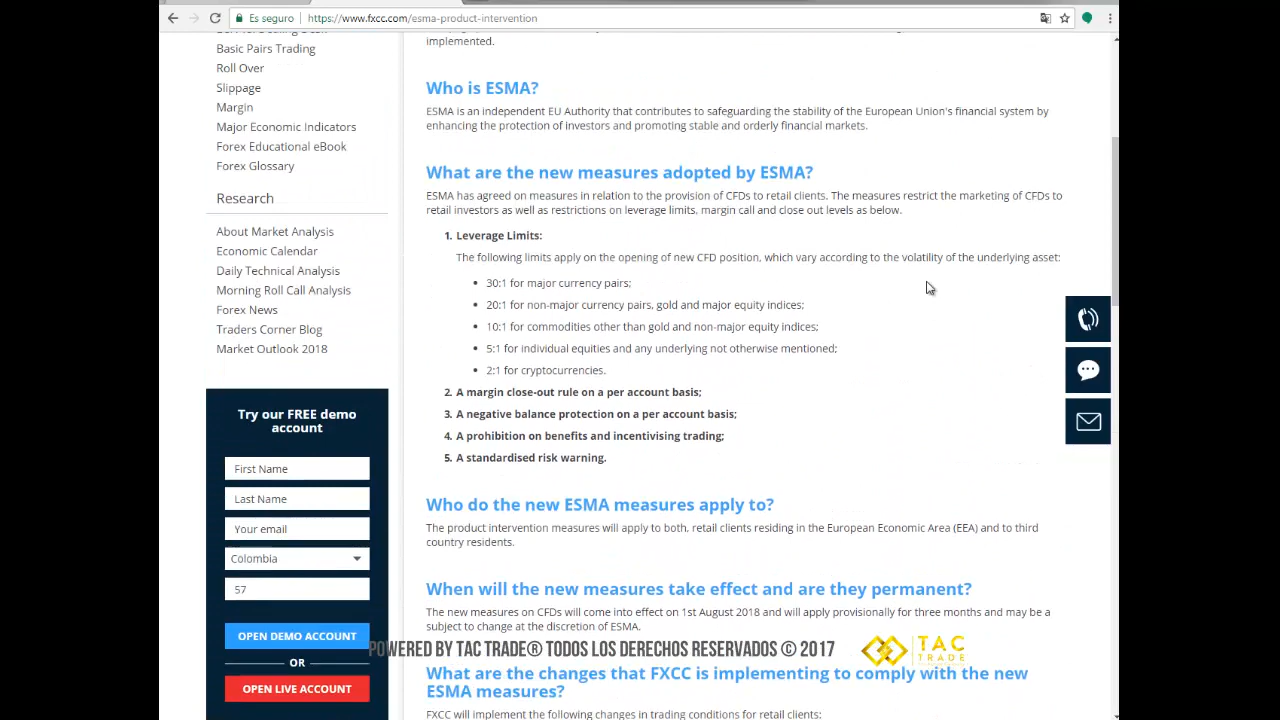 Es seguro
https://www.fxcc.com/esma-product-intervention
Basic Pairs Trading
Roll Over
Slippage
Margin
Major Economic Indicators
Forex Educational eBook
Forex Glossary
Research
About Market Analysis
Economic Calendar
Daily Technical Analysis
Morning Roll Call Analysis
Forex News
Traders Corner Blog
Market Outlook 2018
Try our FREE demo
account
First Name
Last Name
Your email
Colombia
57
OPEN DEMO ACCOUNT
OR
OPEN LIVE ACCOUNT
implemented.
Who is ESMA?
ESMA is an independent EU Authority that contributes to safeguarding the stability of the European Union's financial system by
enhancing the protection of investors and promoting stable and orderly financial markets.
What are the new measures adopted by ESMA?
ESMA has agreed on measures in relation to the provision of CFDs to retail clients. The measures restrict the marketing of CFDs to
retail investors as well as restrictions on leverage limits, margin call and close out levels as below.
1. Leverage Limits:
The following limits apply on the opening of new CFD position, which vary according to the volatility of the underlying asset:
• 30:1 for major currency pairs;
• 20:1 for non-major currency pairs, gold and major equity indices;
• 10:1 for commodities other than gold and non-major equity indices;
• 5:1 for individual equities and any underlying not otherwise mentioned;
• 2:1 for cryptocurrencies.
2. A margin close-out rule on a per account basis;
3. A negative balance protection on a per account basis;
4. A prohibition on benefits and incentivising trading;
5. A standardised risk warning.
Who do the new ESMA measures apply to?
The product intervention measures will apply to both, retail clients residing in the European Economic Area (EEA) and to third
country residents.
When will the new measures take effect and are they permanent?
The new measures on CFDs will come into effect on 1st August 2018 and will apply provisionally for three months and may be a
subject to change at the discretion of ESMA.
POWERED BY TAC TRADE® TODOS LOS DERECHOS RESERVADOS © 2017
TAC
TRADE
What are the changes that FXCC is implementing to comply with the new
ESMA measures?
FXCC will implement the following changes in trading conditions for retail clients: